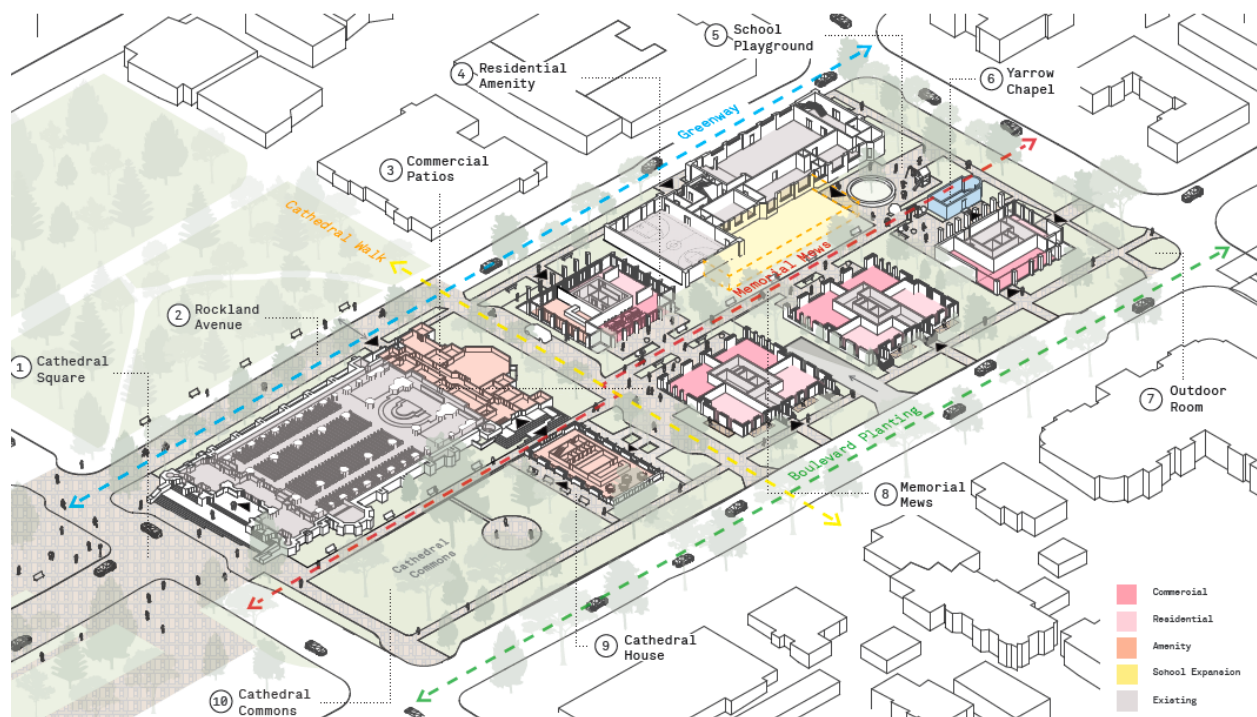 5 School
Playground
4 Residential
Amenity
6 Yarrow
Chapel
Greenway
3 Commercial
Patios
Cathedral Walk
Memorial Mews
2 Rockland
Avenue
1 Cathedral
Square
7 Outdoor
Room
Boulevard Planting
8 Memorial
Mews
Cathedral
Commons
9 Cathedral
House
10 Cathedral
Commons
Commercial
Residential
Amenity
School Expansion
Existing